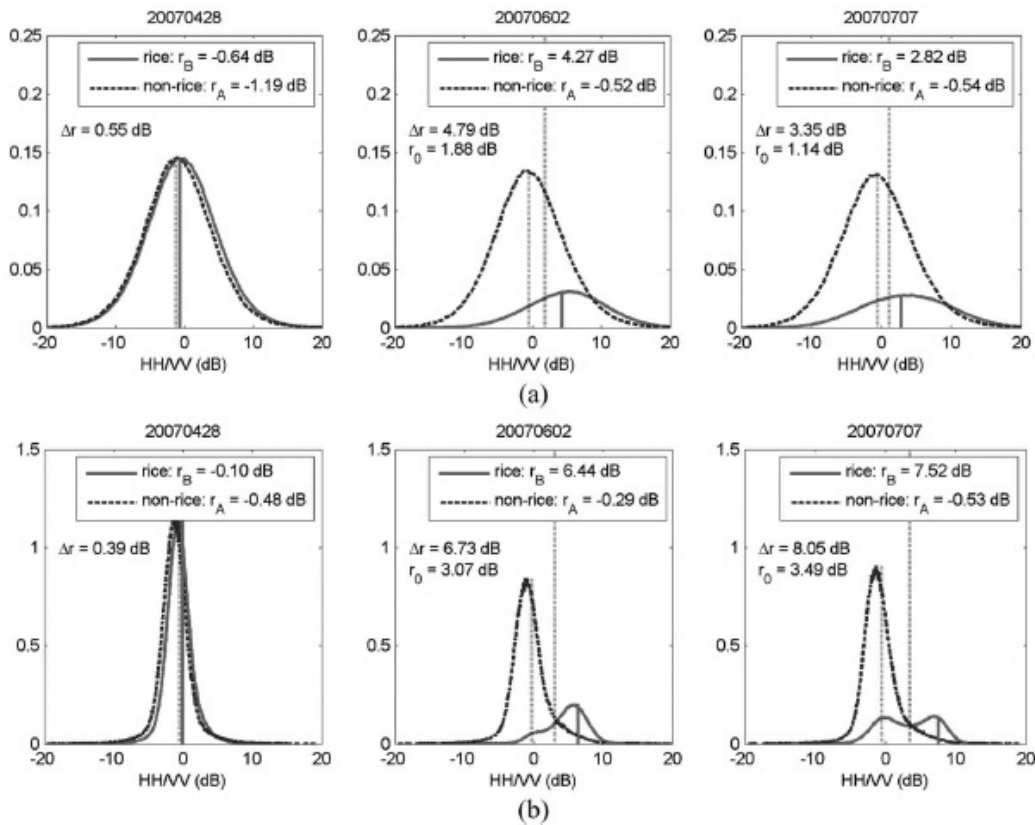 20070428
0.25
0.2
0.15
0.1
0.05
0
rice: r_B = -0.64 dB
non-rice: r_A = -1.19 dB
Δr = 0.55 dB
-20 -10 0 10 20
HH/VV (dB)
20070602
0.25
0.2
0.15
0.1
0.05
0
rice: r_B = 4.27 dB
non-rice: r_A = -0.52 dB
Δr = 4.79 dB
r_0 = 1.88 dB
-20 -10 0 10 20
HH/VV (dB)
20070707
0.25
0.2
0.15
0.1
0.05
0
rice: r_B = 2.82 dB
non-rice: r_A = -0.54 dB
Δr = 3.35 dB
r_0 = 1.14 dB
-20 -10 0 10 20
HH/VV (dB)
(a)
20070428
1.5
1
0.5
0
rice: r_B = -0.10 dB
non-rice: r_A = -0.48 dB
Δr = 0.39 dB
-20 -10 0 10 20
HH/VV (dB)
20070602
1.5
1
0.5
0
rice: r_B = 6.44 dB
non-rice: r_A = -0.29 dB
Δr = 6.73 dB
r_0 = 3.07 dB
-20 -10 0 10 20
HH/VV (dB)
20070707
1.5
1
0.5
0
rice: r_B = 7.52 dB
non-rice: r_A = -0.53 dB
Δr = 8.05 dB
r_0 = 3.49 dB
-20 -10 0 10 20
HH/VV (dB)
(b)